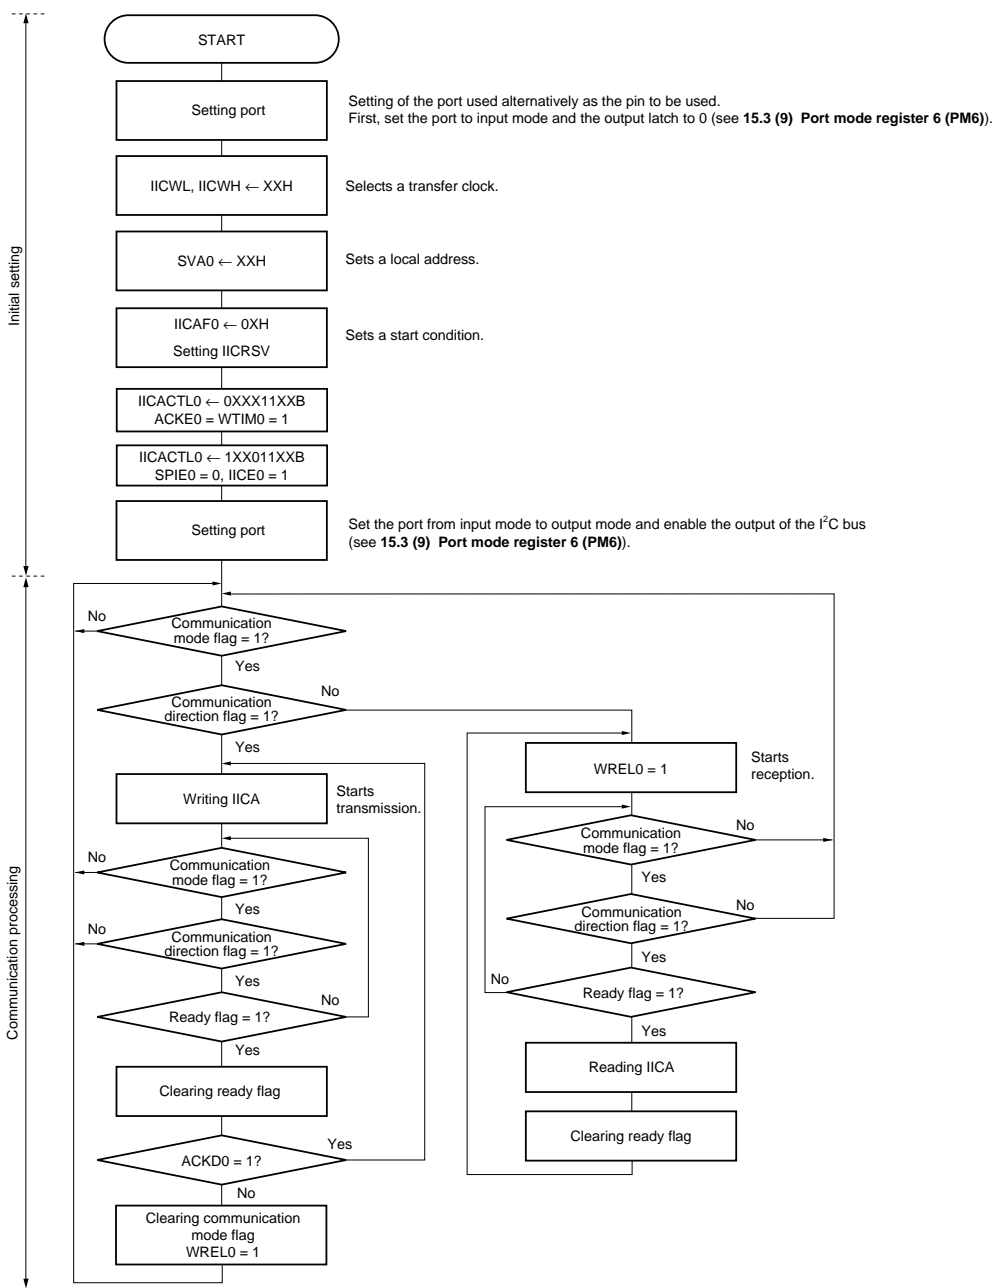 START
Setting port
Setting of the port used alternatively as the pin to be used.
First, set the port to input mode and the output latch to 0 (see 15.3 (9) Port mode register 6 (PM6)).
IICWL, IICWH ← XXH
Selects a transfer clock.
SVA0 ← XXH
Sets a local address.
IICAF0 ← 0XH
Setting IICRSV
Sets a start condition.
IICACTL0 ← 0XXX11XXB
ACKE0 = WTIM0 = 1
IICACTL0 ← 1XX011XXB
SPIE0 = 0, IICE0 = 1
Setting port
Set the port from input mode to output mode and enable the output of the I²C bus
(see 15.3 (9) Port mode register 6 (PM6)).
Initial setting
Communication processing
No
Communication
mode flag = 1?
Yes
No
Communication
direction flag = 1?
Yes
Writing IICA
Starts
transmission.
No
Communication
mode flag = 1?
Yes
No
Communication
direction flag = 1?
Yes
Ready flag = 1?
No
Yes
Clearing ready flag
Yes
ACKD0 = 1?
No
Clearing communication
mode flag
WREL0 = 1
WREL0 = 1
Starts
reception.
No
Communication
mode flag = 1?
Yes
No
Communication
direction flag = 1?
Yes
No
Ready flag = 1?
Yes
Reading IICA
Clearing ready flag